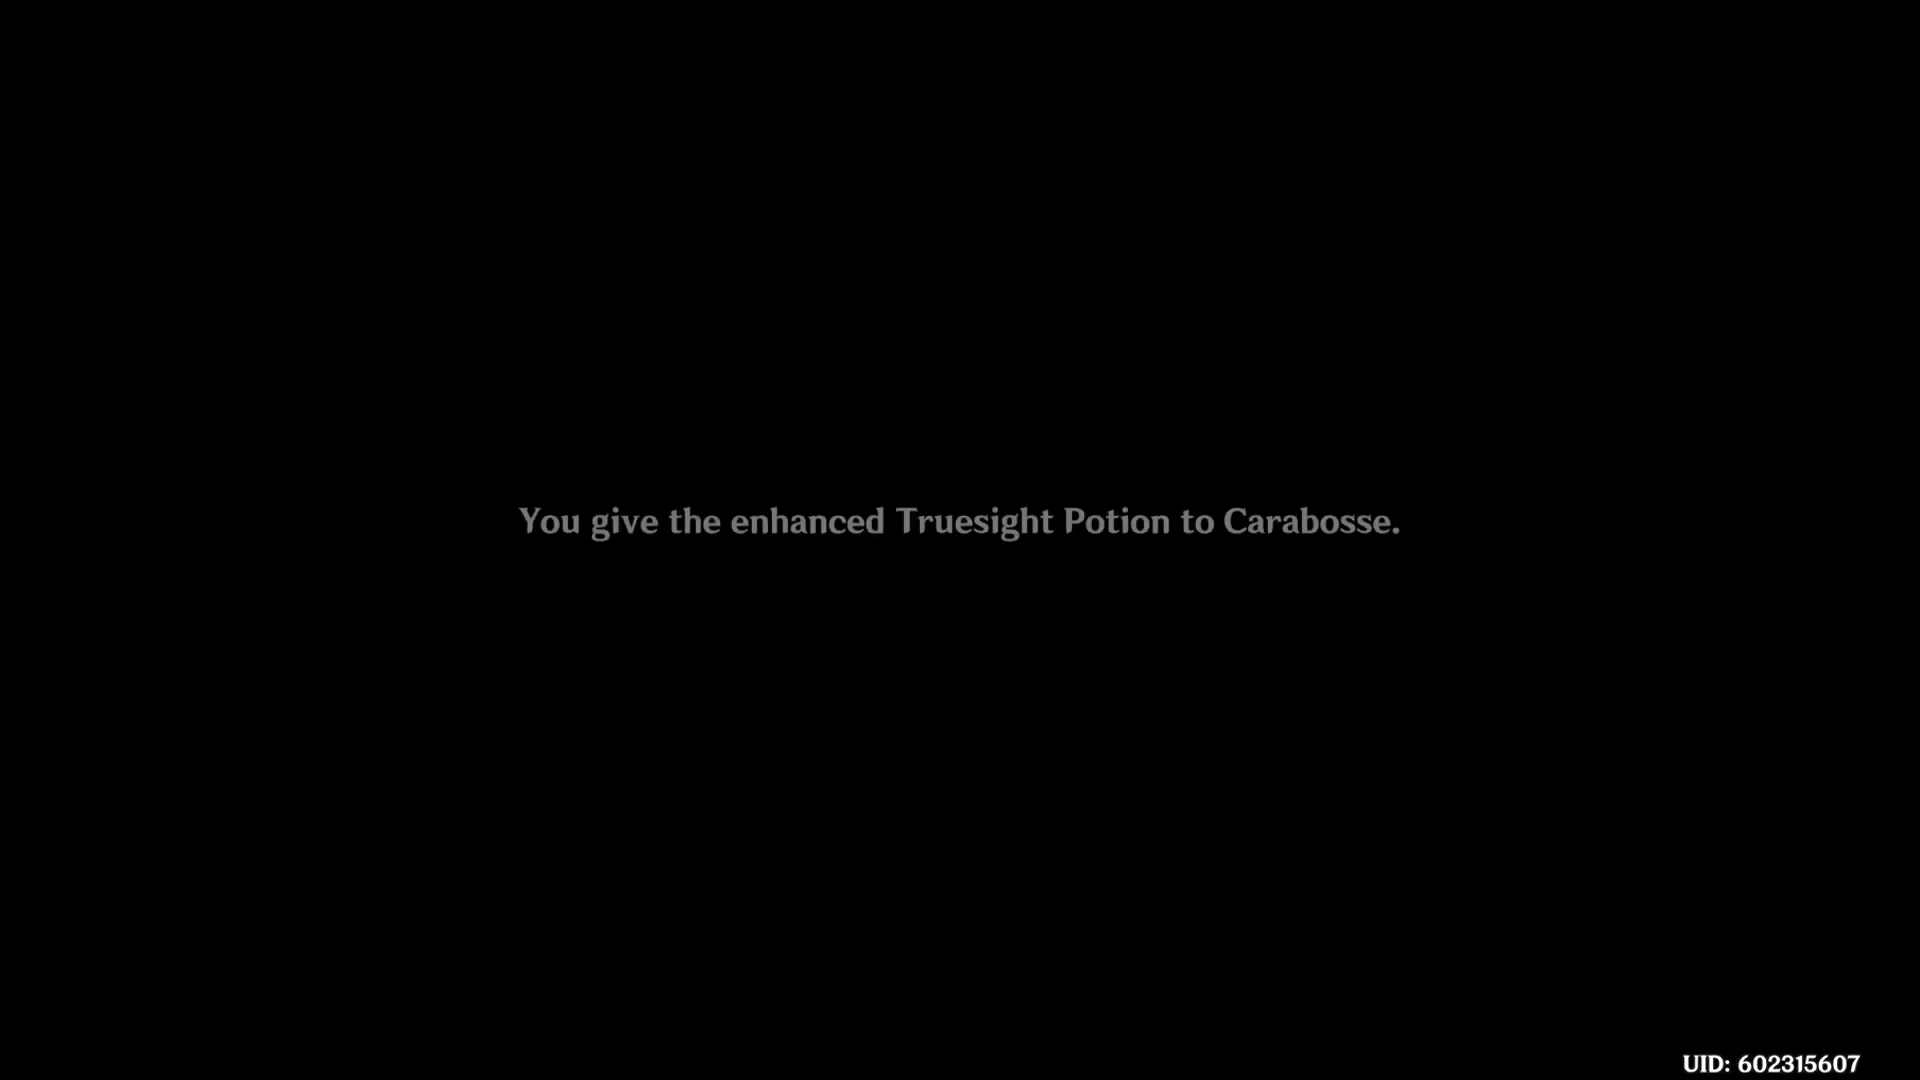 You give the enhanced Truesight Potion to Carabosse.
UID: 602315607